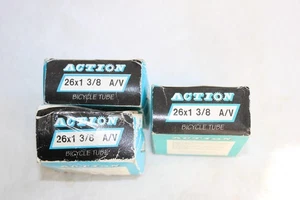 ACTION
26x1 3/8 A/V
BICYCLE TUBE
ACTION
26x1 3/8 A/V
BICYCLE TUBE
ACTION
26x1 3/8 A/V
BICYCLE TUBE